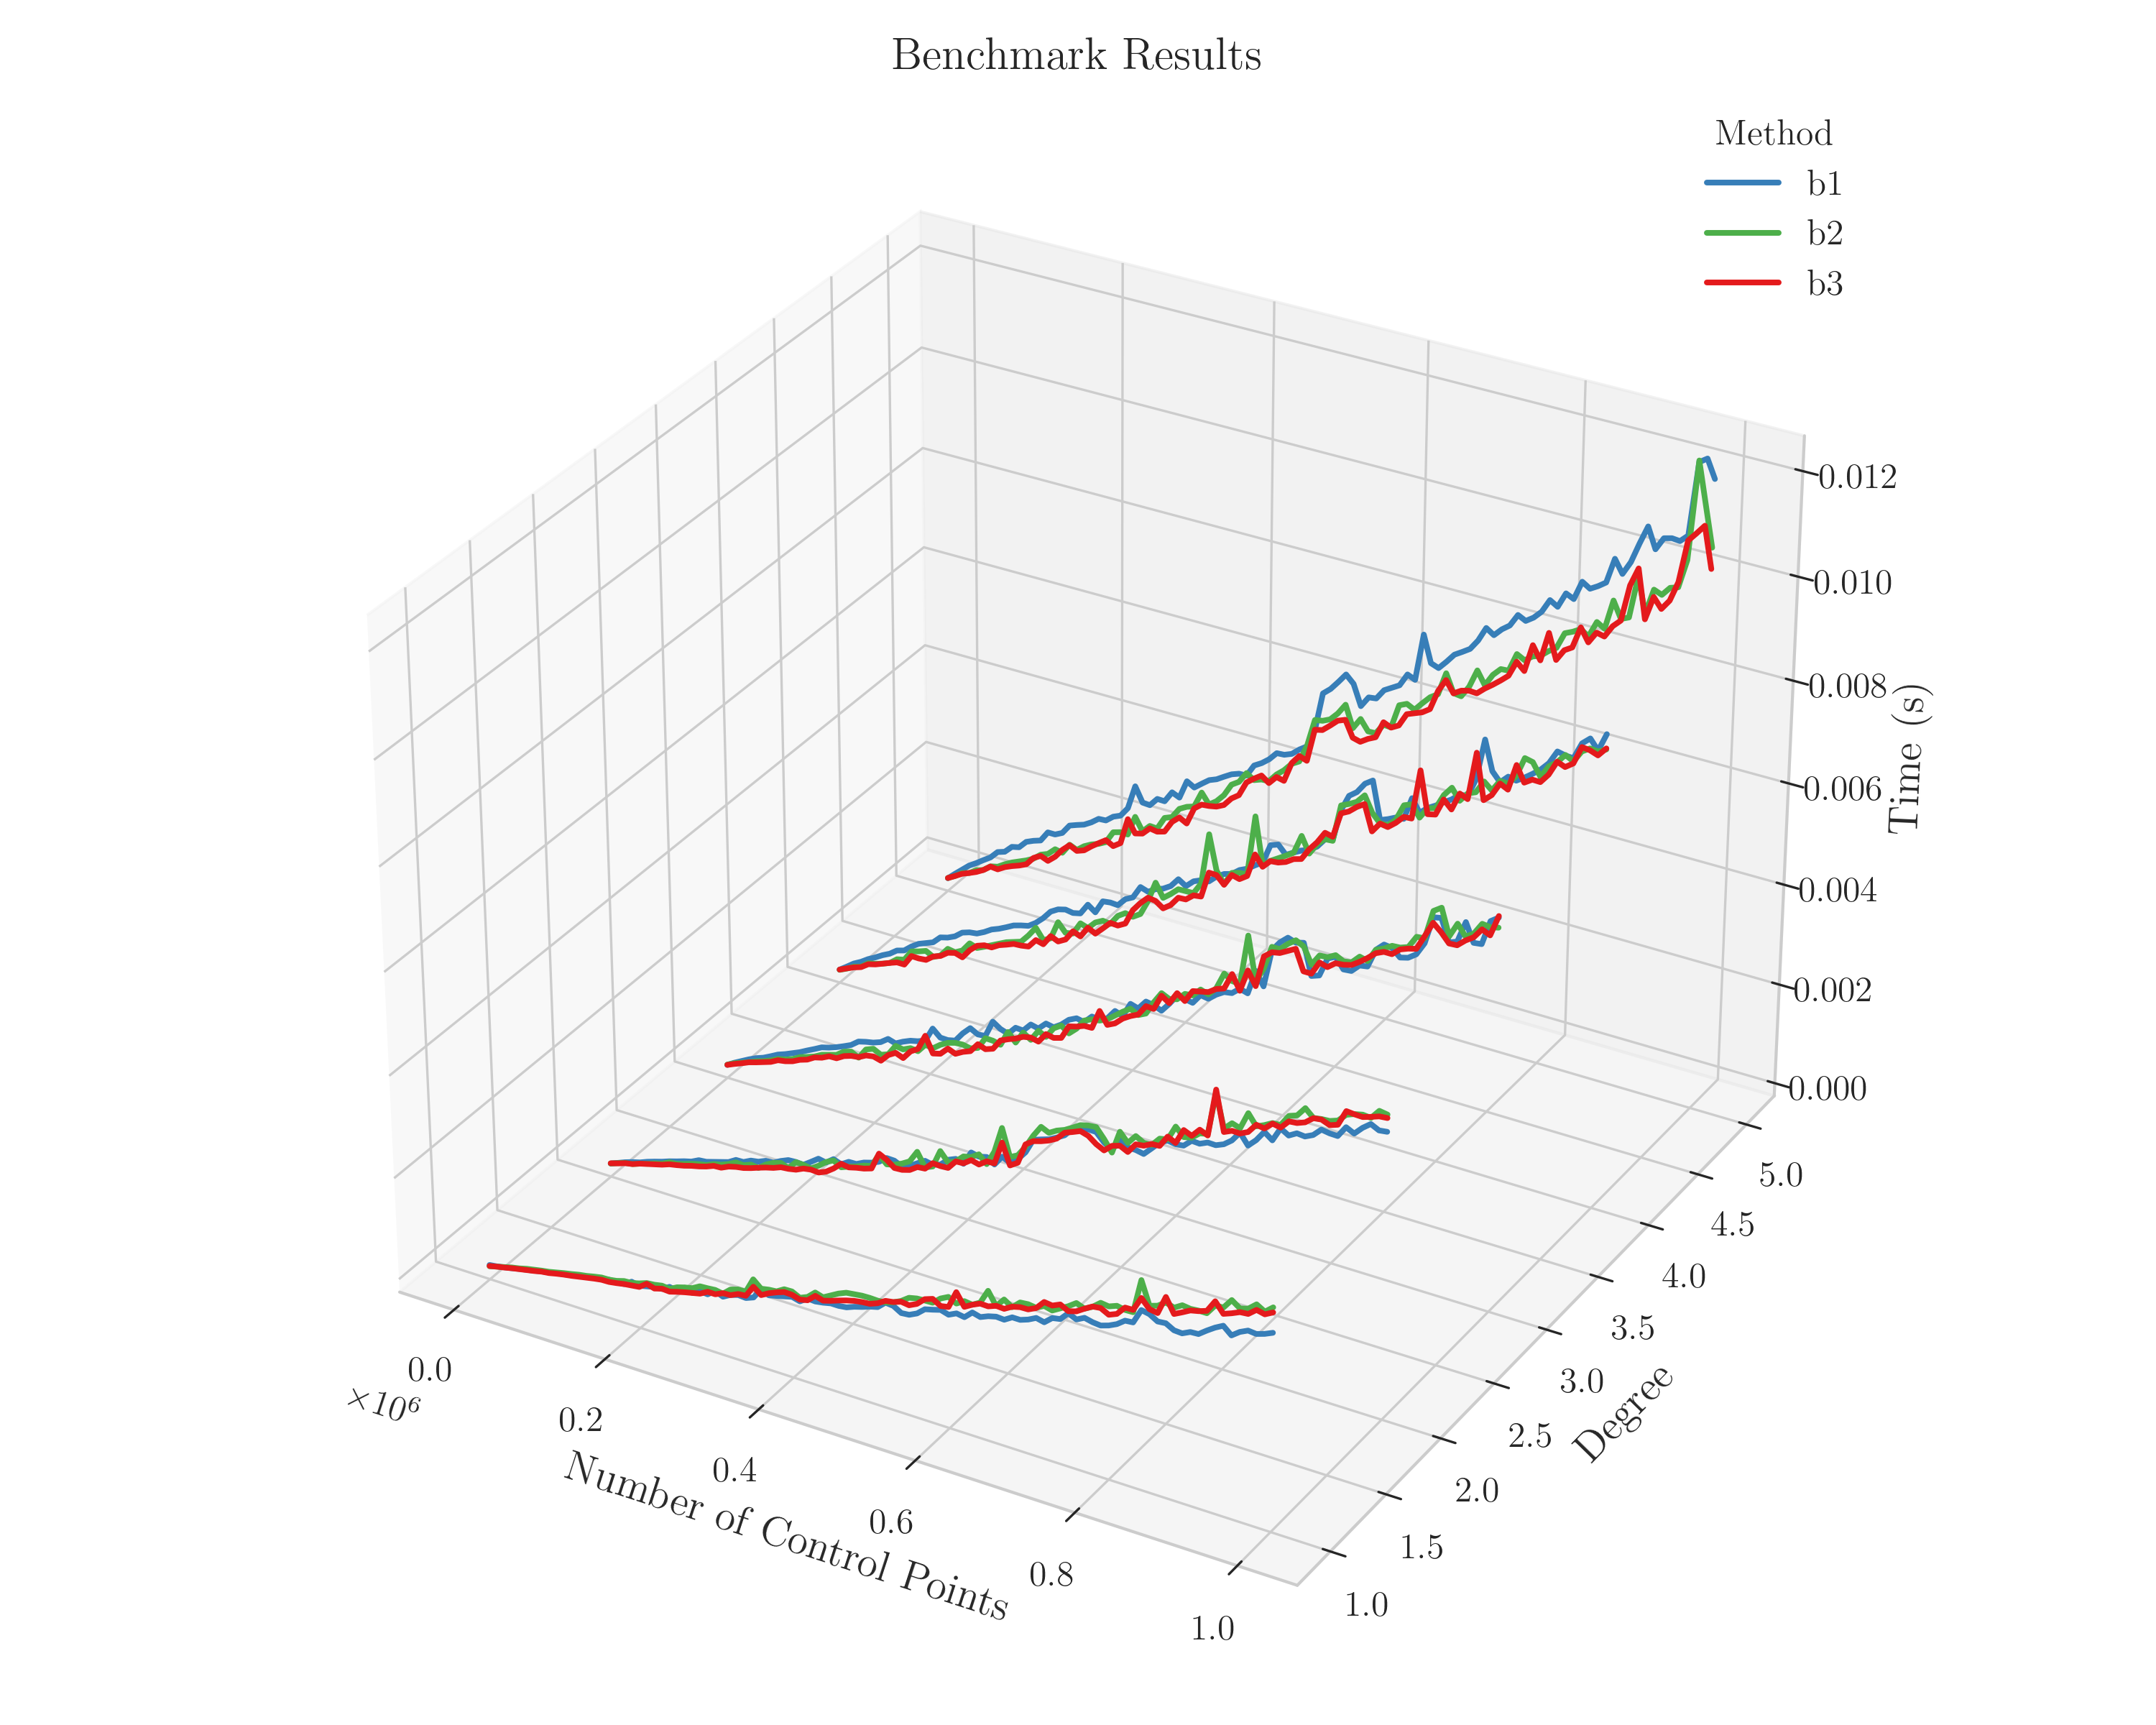 Benchmark Results
Method
b1
b2
b3
0.012
0.010
0.008
0.006
0.004
0.002
0.000
Time (s)
5.0
4.5
4.0
3.5
3.0
2.5
2.0
1.5
1.0
Degree
0.0
0.2
0.4
0.6
0.8
1.0
×10⁶
Number of Control Points